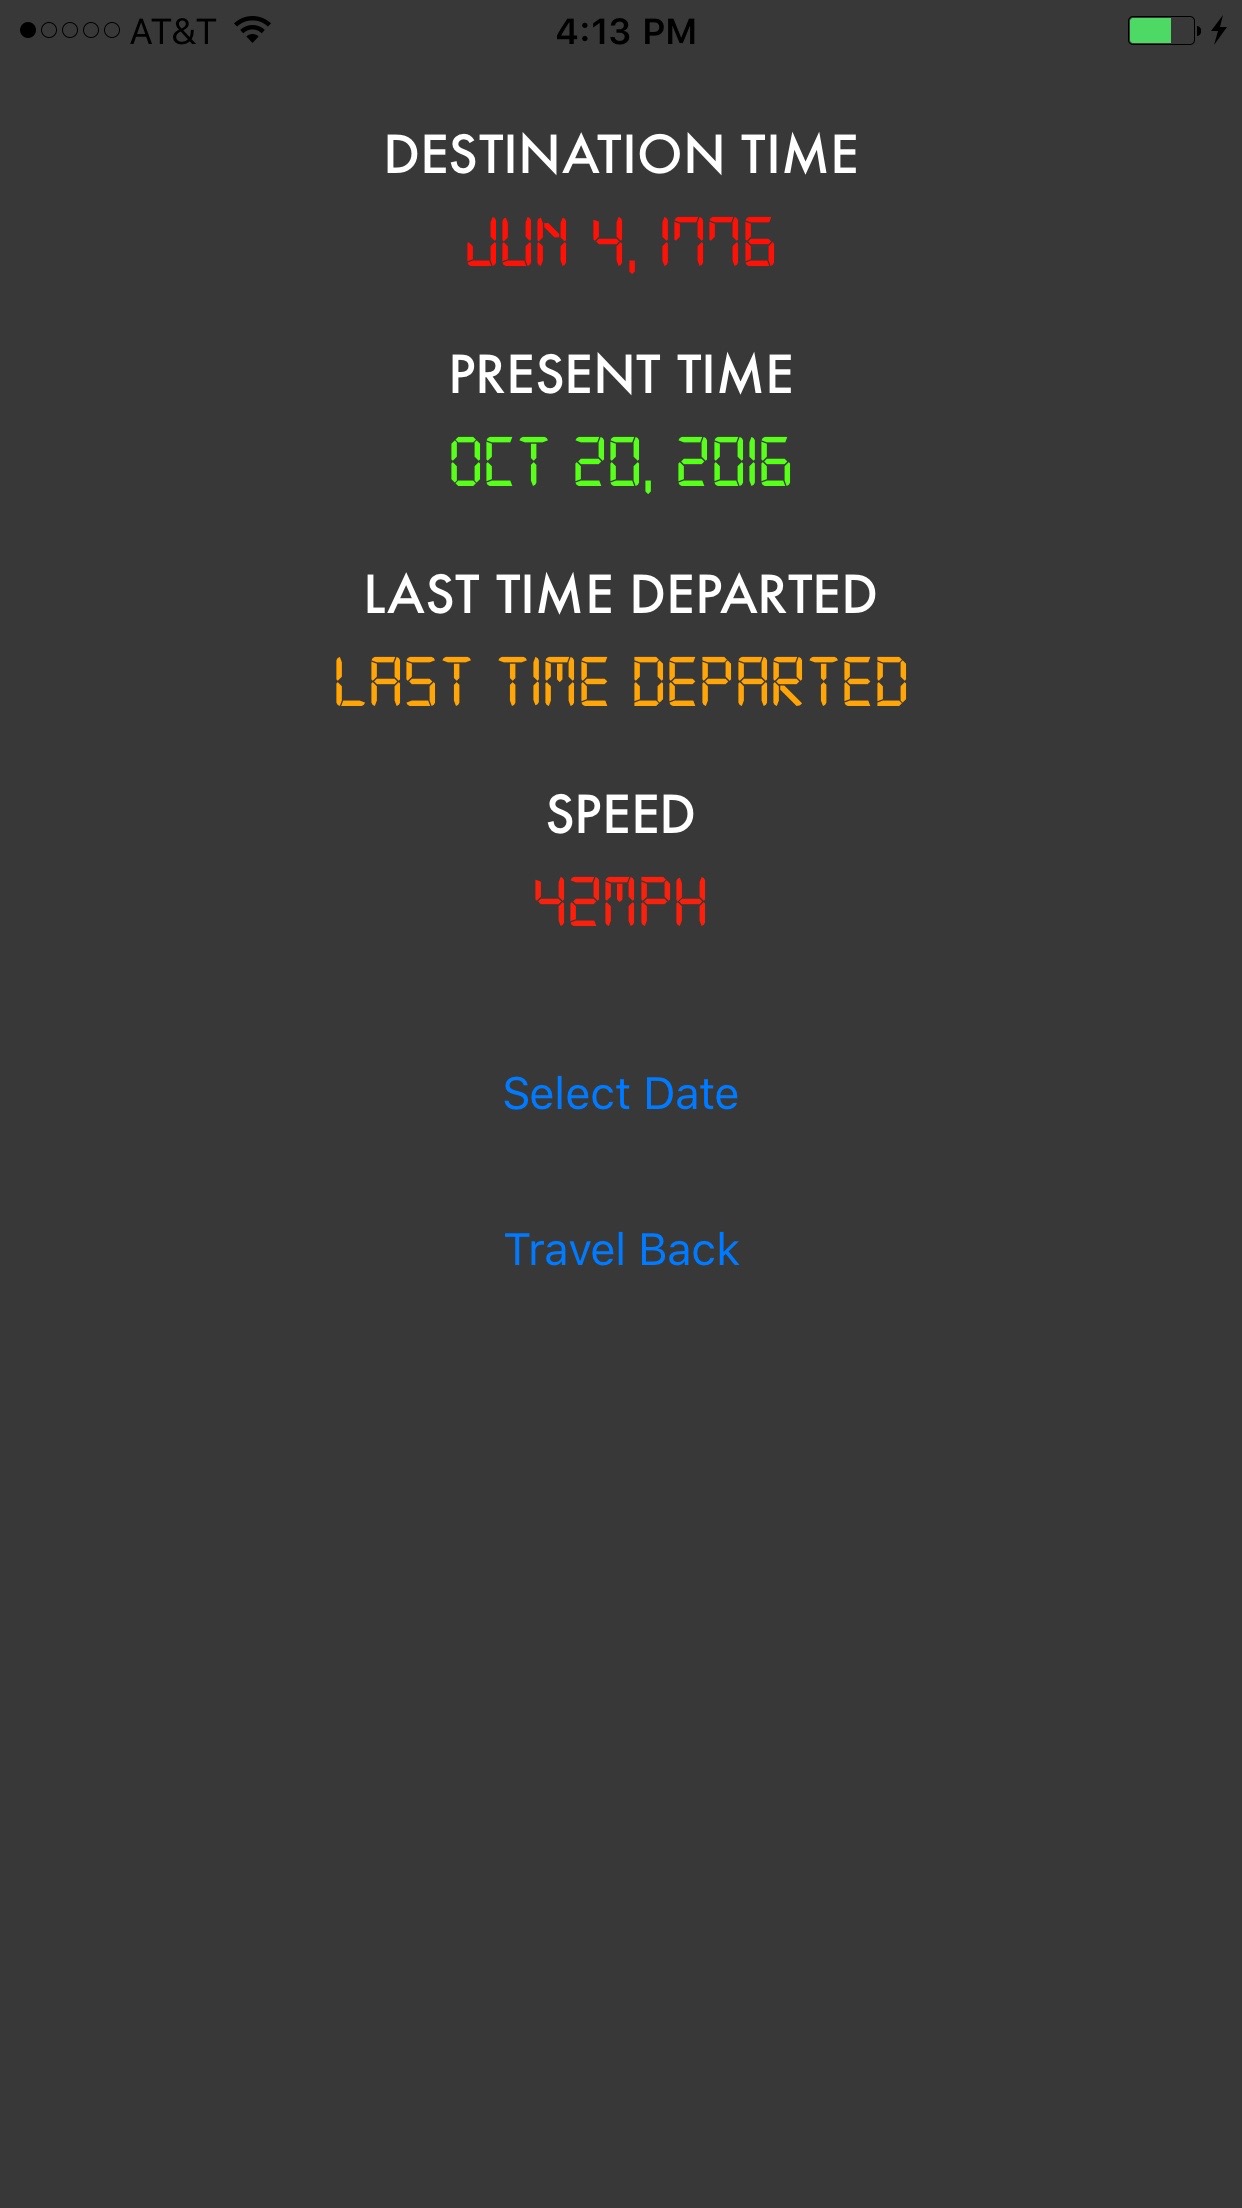 AT&T 4:13 PM
DESTINATION TIME
JUN 4, 1776
PRESENT TIME
OCT 20, 2016
LAST TIME DEPARTED
LAST TIME DEPARTED
SPEED
42MPH
Select Date
Travel Back